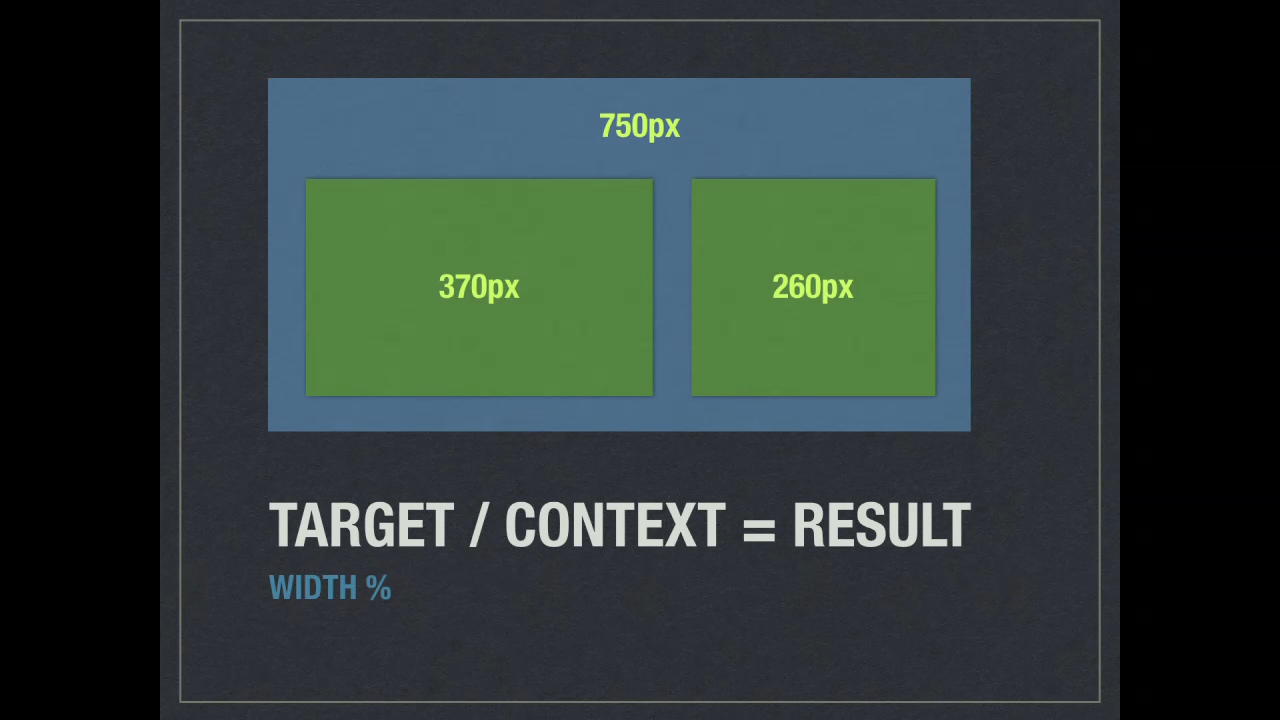 750px
370px
260px
TARGET / CONTEXT = RESULT
WIDTH %